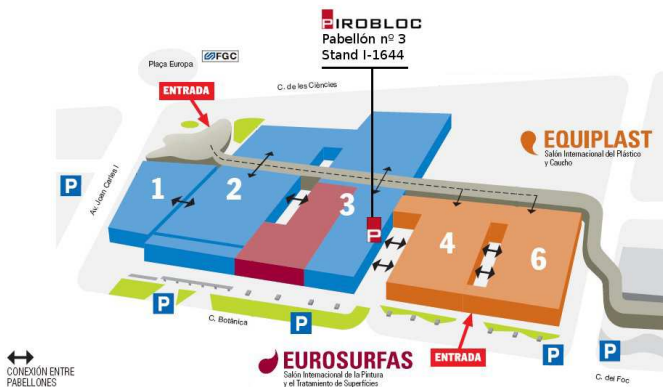 PIROBLOC
Pabellón nº 3
Stand I-1644
Plaça Europa
FGC
ENTRADA
C. de les Ciències
EQUIPLAST
Salón Internacional del Plástico
y Caucho
P
Av. Joan Carles I
1
2
3
P
4
6
P
C. Botànica
P
P
CONEXIÓN ENTRE
PABELLONES
EUROSURFAS
Salón Internacional de la Pintura
y el Tratamiento de Superfícies
ENTRADA
C. del Foc